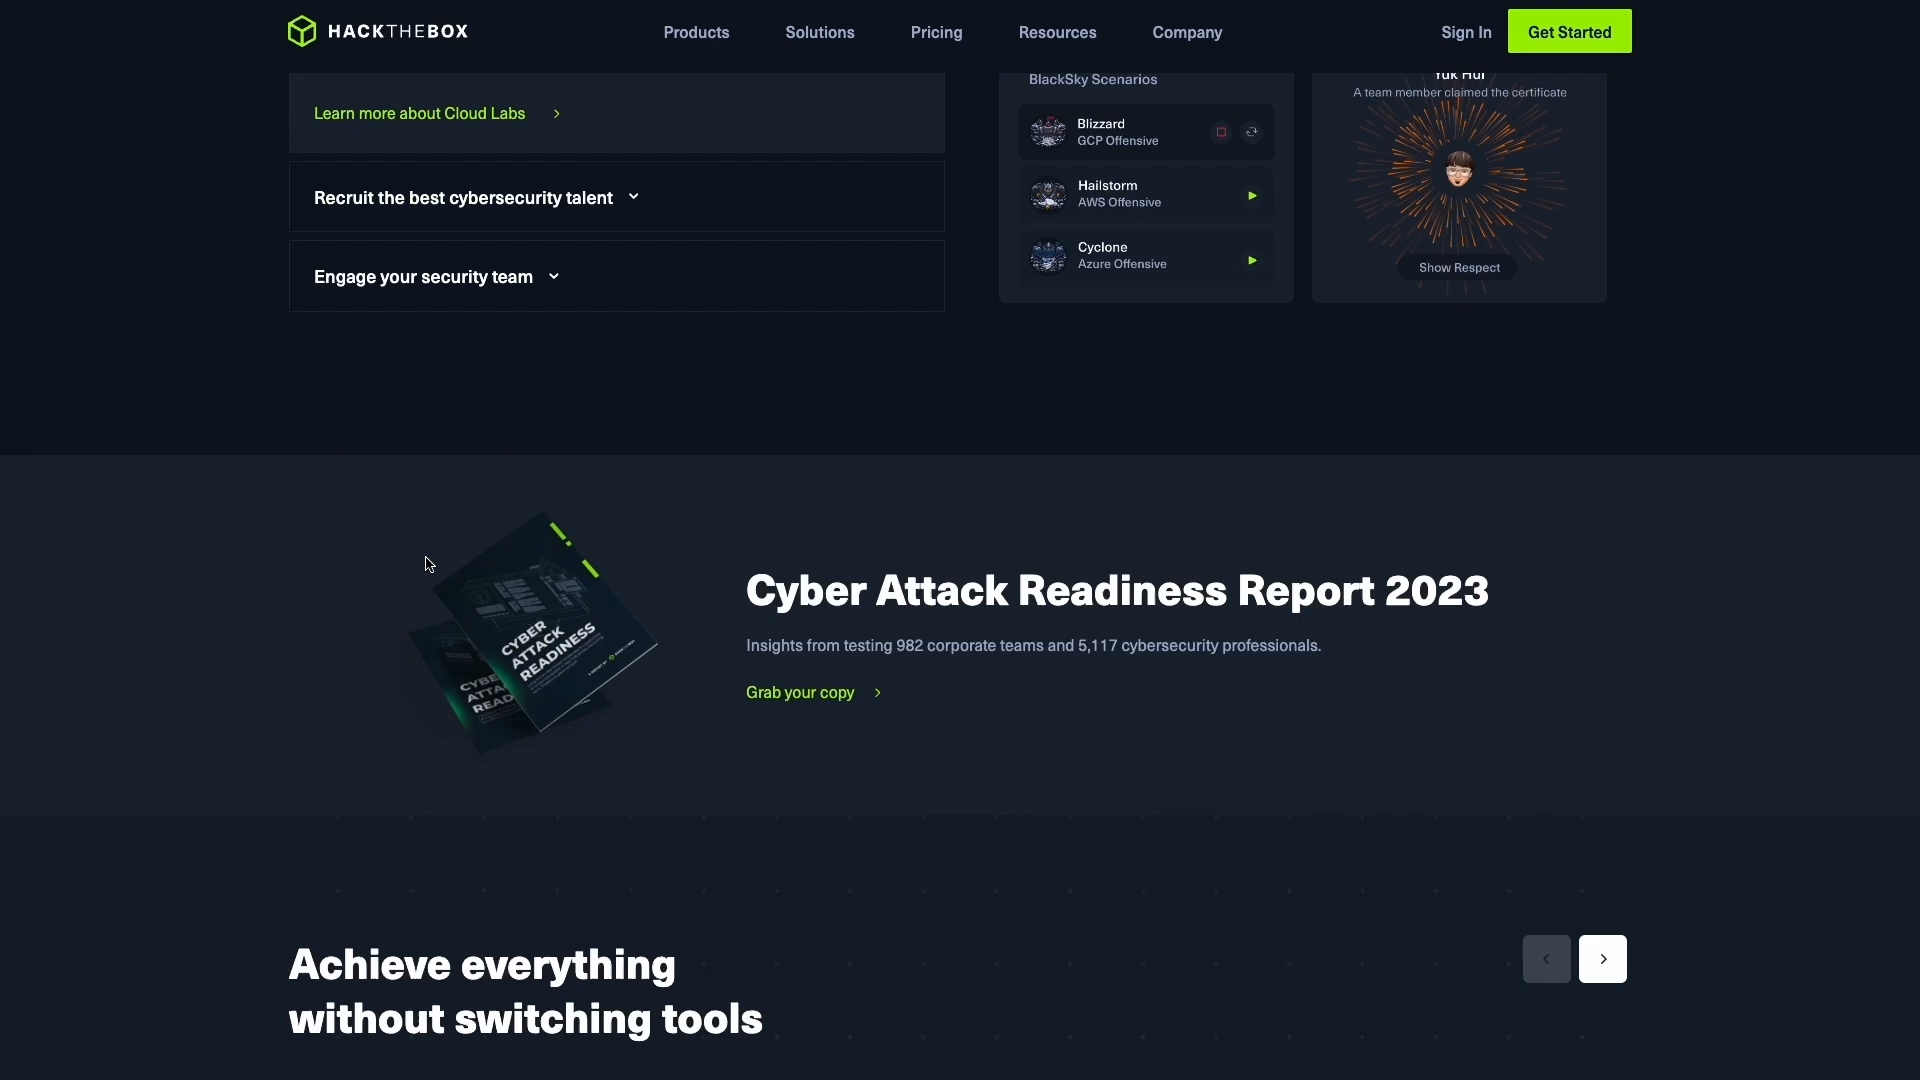 HACKTHEBOX
Products
Solutions
Pricing
Resources
Company
Sign In
Get Started
Learn more about Cloud Labs
Recruit the best cybersecurity talent
Engage your security team
BlackSky Scenarios
Blizzard
GCP Offensive
Hailstorm
AWS Offensive
Cyclone
Azure Offensive
Yuk Hui
A team member claimed the certificate
Show Respect
CYBER
ATTACK
READINESS
Cyber Attack Readiness Report 2023
Insights from testing 982 corporate teams and 5,117 cybersecurity professionals.
Grab your copy
Achieve everything
without switching tools